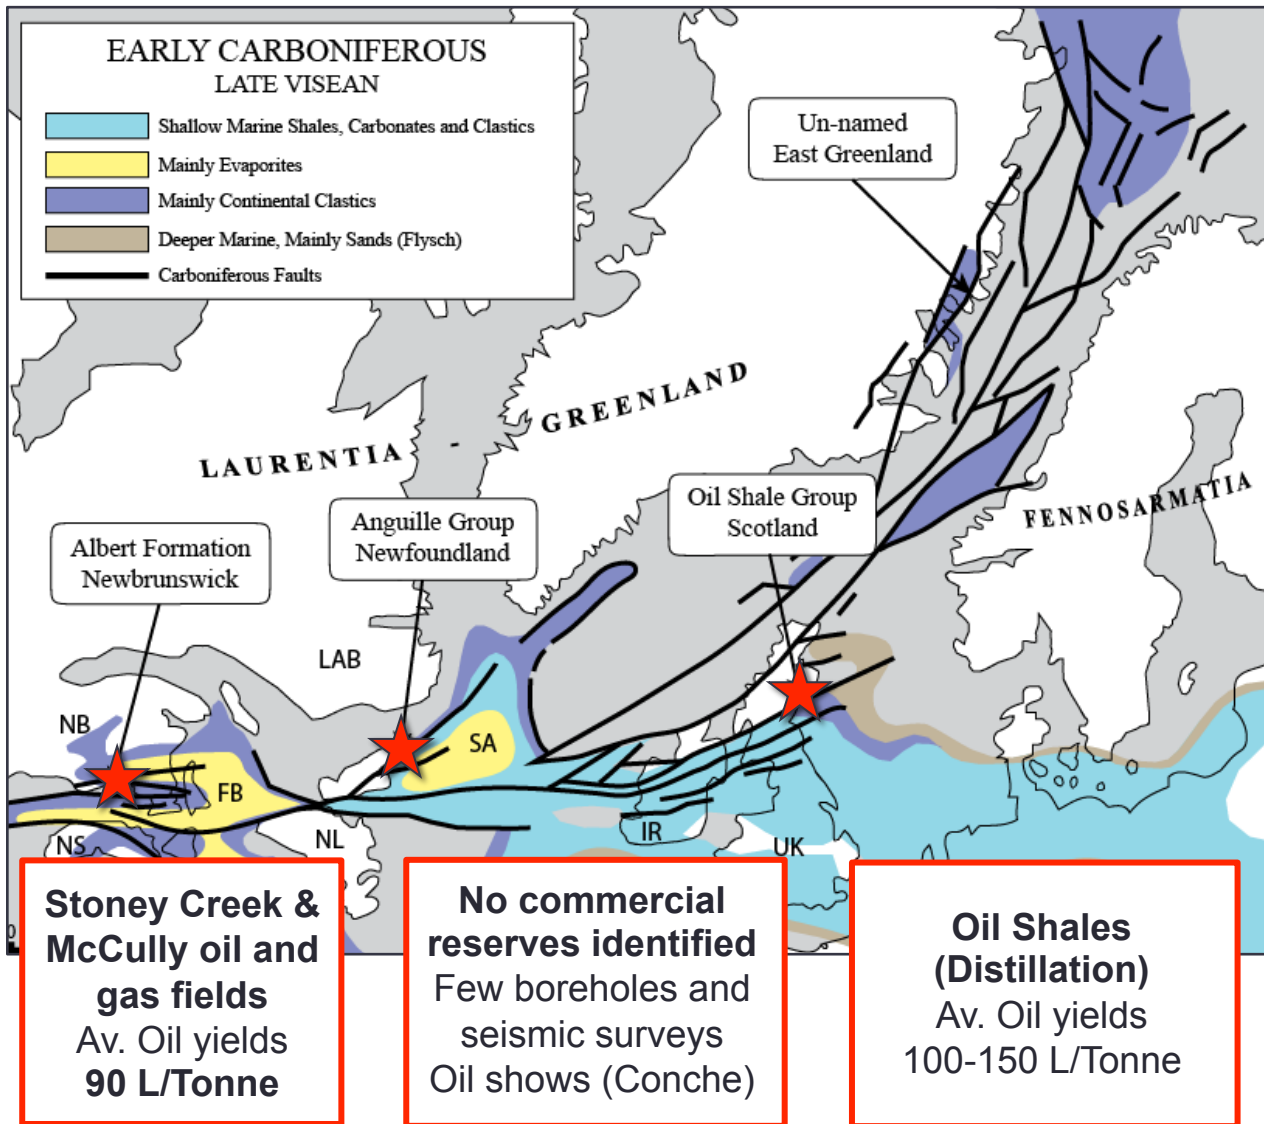 EARLY CARBONIFEROUS
LATE VISEAN
Shallow Marine Shales, Carbonates and Clastics
Mainly Evaporites
Mainly Continental Clastics
Deeper Marine, Mainly Sands (Flysch)
Carboniferous Faults
Un-named
East Greenland
LAURENTIA - GREENLAND
FENNOSARMATIA
Oil Shale Group
Scotland
Anguille Group
Newfoundland
Albert Formation
Newbrunswick
LAB
NB
SA
FB
NL
NS
IR
UK
0
Stoney Creek &
McCully oil and
gas fields
Av. Oil yields
90 L/Tonne
No commercial
reserves identified
Few boreholes and
seismic surveys
Oil shows (Conche)
Oil Shales
(Distillation)
Av. Oil yields
100-150 L/Tonne